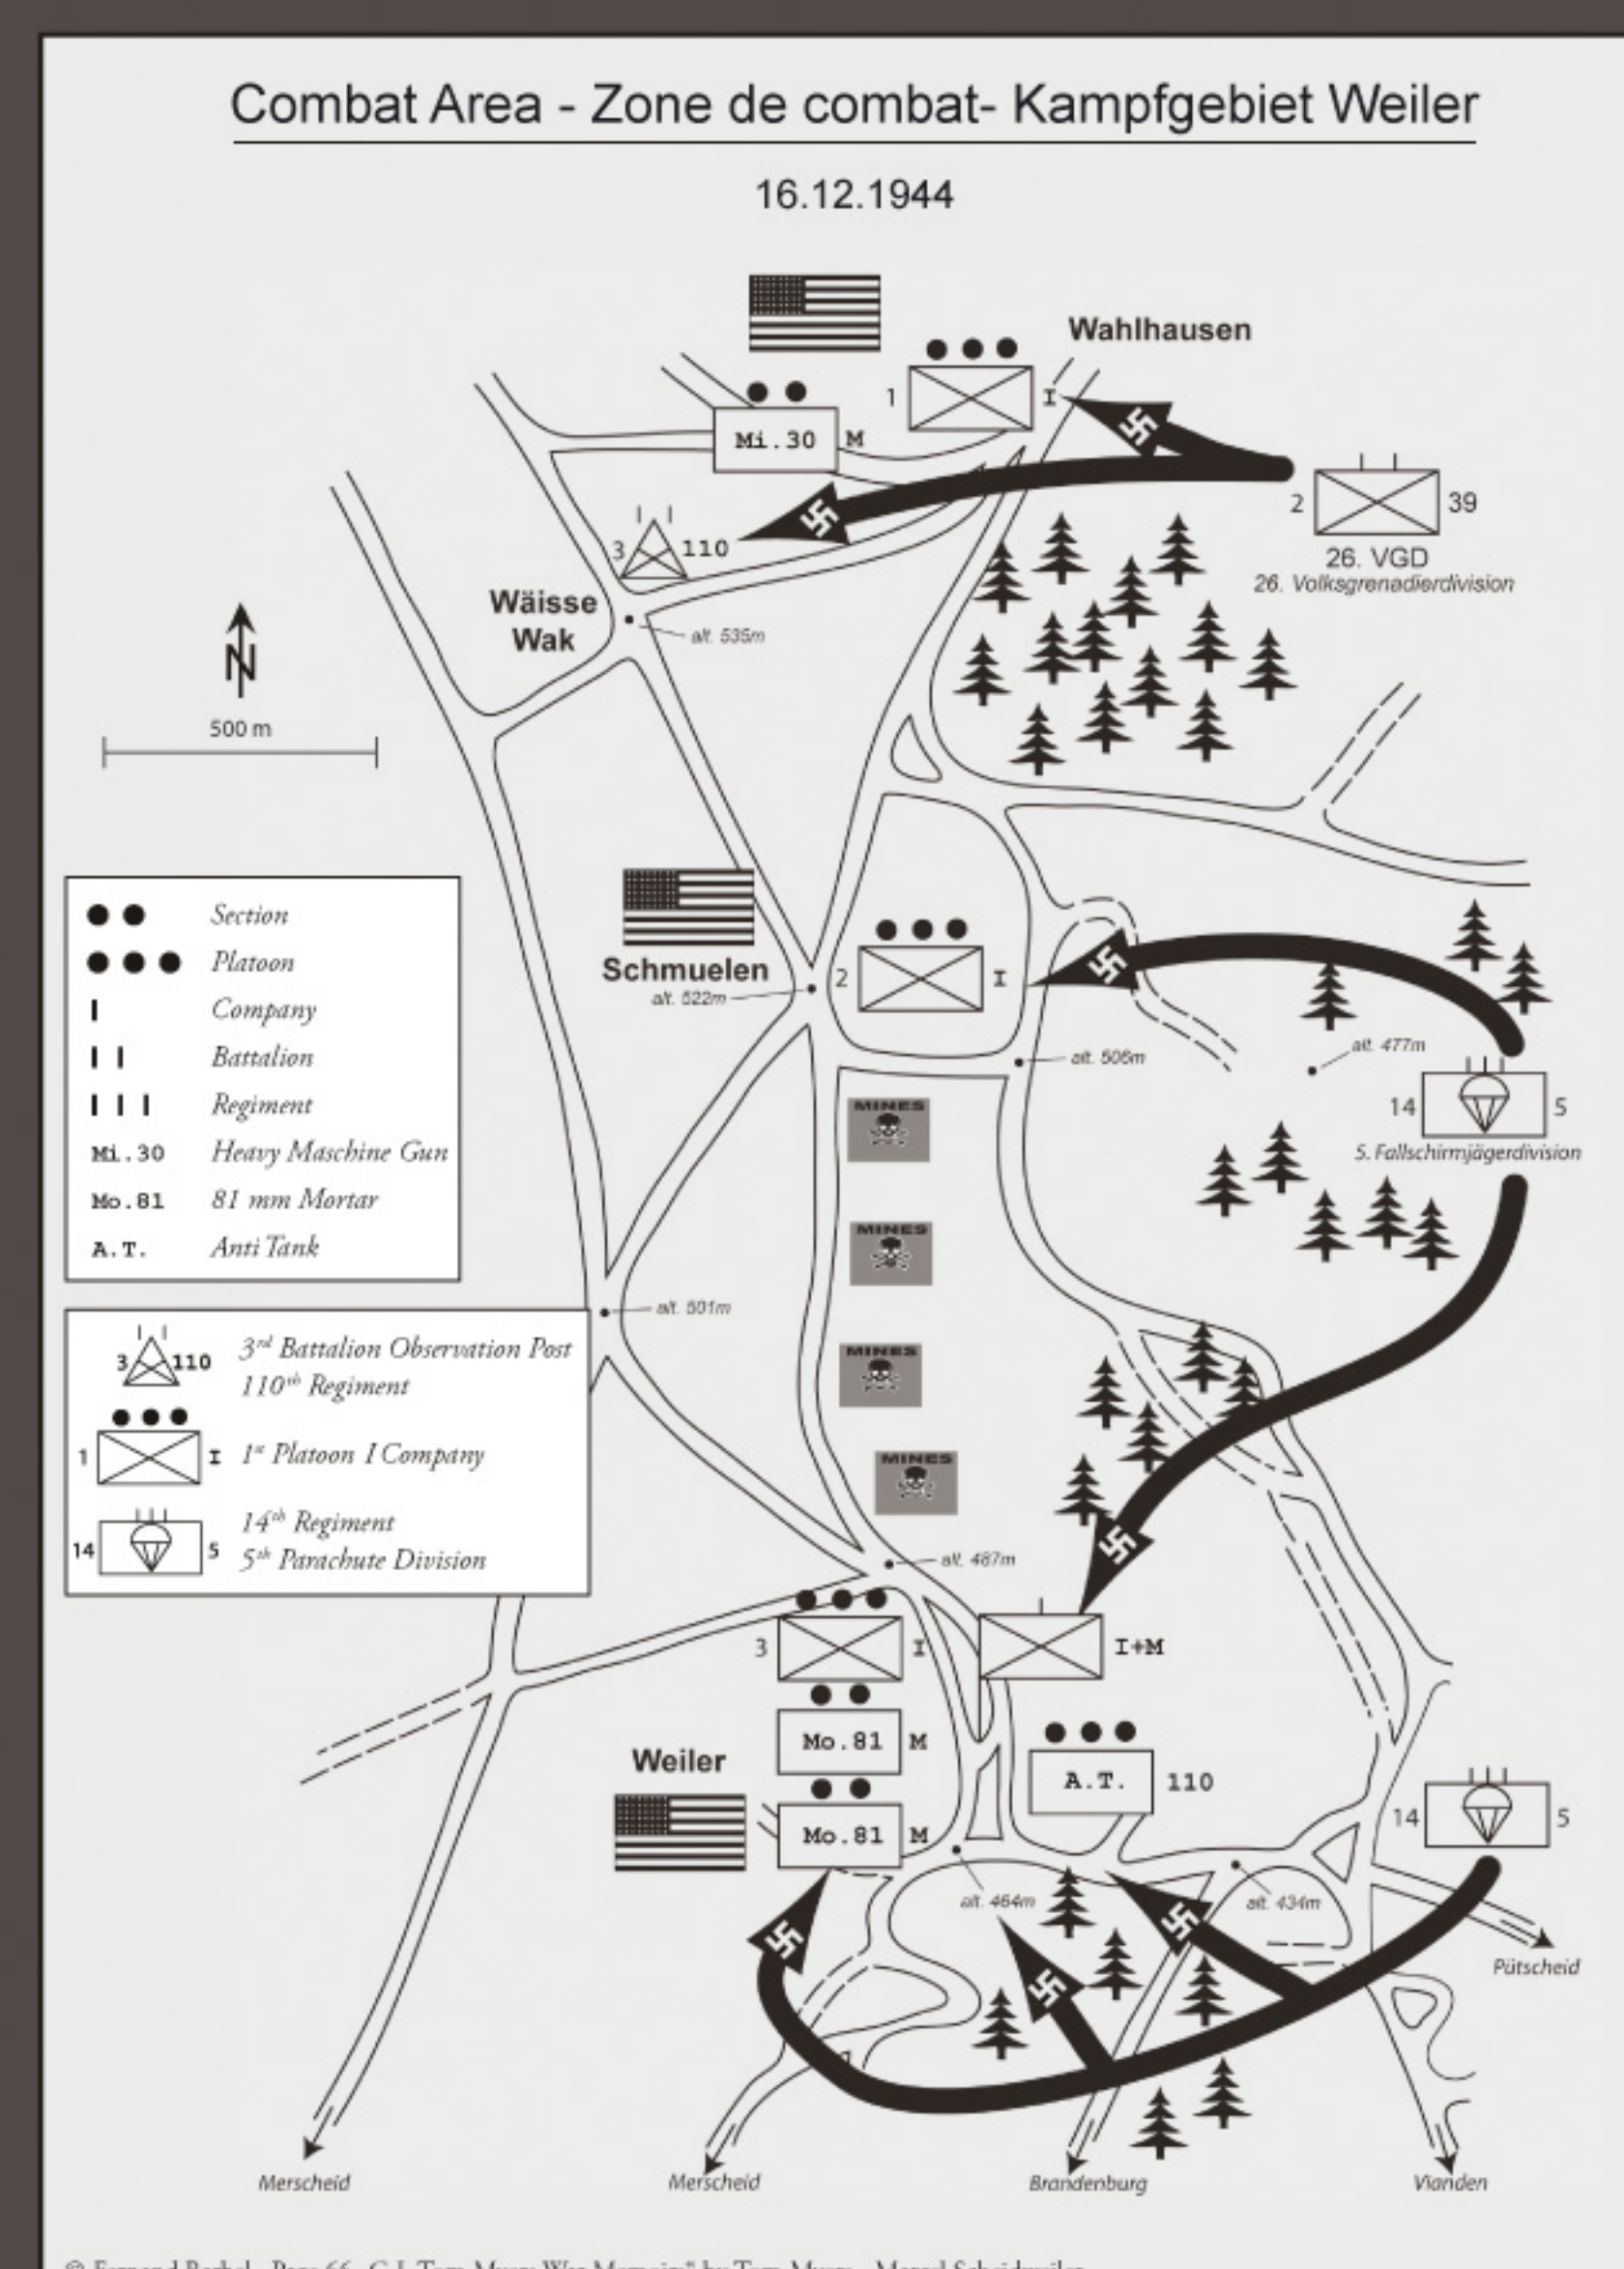 Combat Area - Zone de combat- Kampfgebiet Weiler
16.12.1944
Wahlhausen
1
I
Mi.30 M
2 39
26. VGD
26. Volksgrenadierdivision
3 110
Wäisse
Wak
alt. 535m
N
500 m
Section
Platoon
Company
Battalion
Regiment
Mi.30 Heavy Maschine Gun
Mo.81 81 mm Mortar
A.T. Anti Tank
Schmuelen
alt. 522m
2 I
alt. 506m
alt. 477m
14 5
5. Fallschirmjägerdivision
MINES
MINES
MINES
MINES
alt. 501m
3 110 3rd Battalion Observation Post
110th Regiment
1 I 1st Platoon I Company
14 5 14th Regiment
5th Parachute Division
alt. 487m
3 I
I+M
Mo.81 M
Weiler
A.T. 110
Mo.81 M
14 5
alt. 464m
alt. 434m
Pütscheid
Merscheid
Merscheid
Brandenburg
Vianden